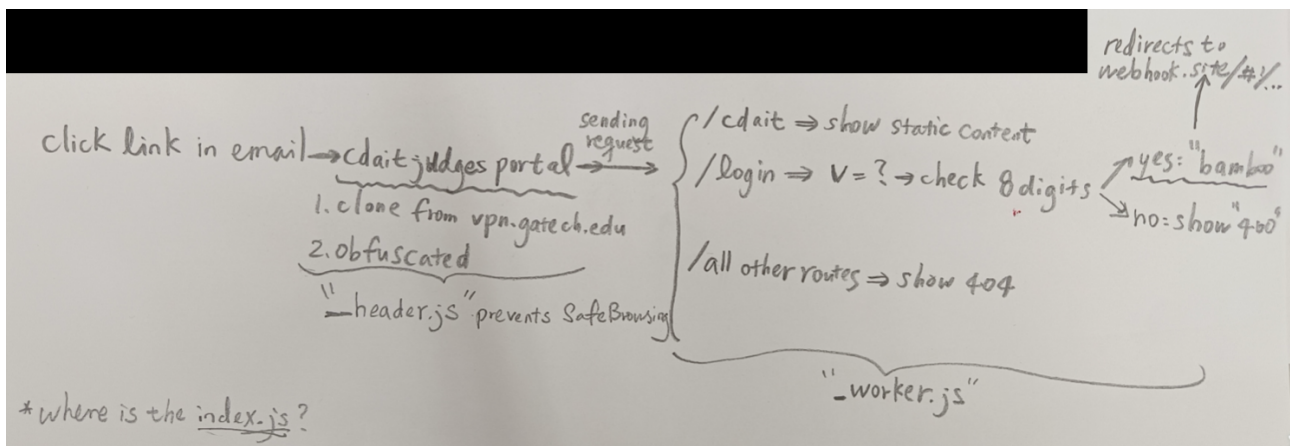 redirects to
webhook.site/#!/...
click link in email → cdait judges portal
sending
request
1. clone from vpn.gatech.edu
2. obfuscated
"_header.js" prevents SafeBrowsing
/cdait ⇒ show static content
/login ⇒ v = ? → check 8 digits
yes: "bamboo"
no: show "400"
/all other routes ⇒ show 404
"_worker.js"
* where is the index.js?